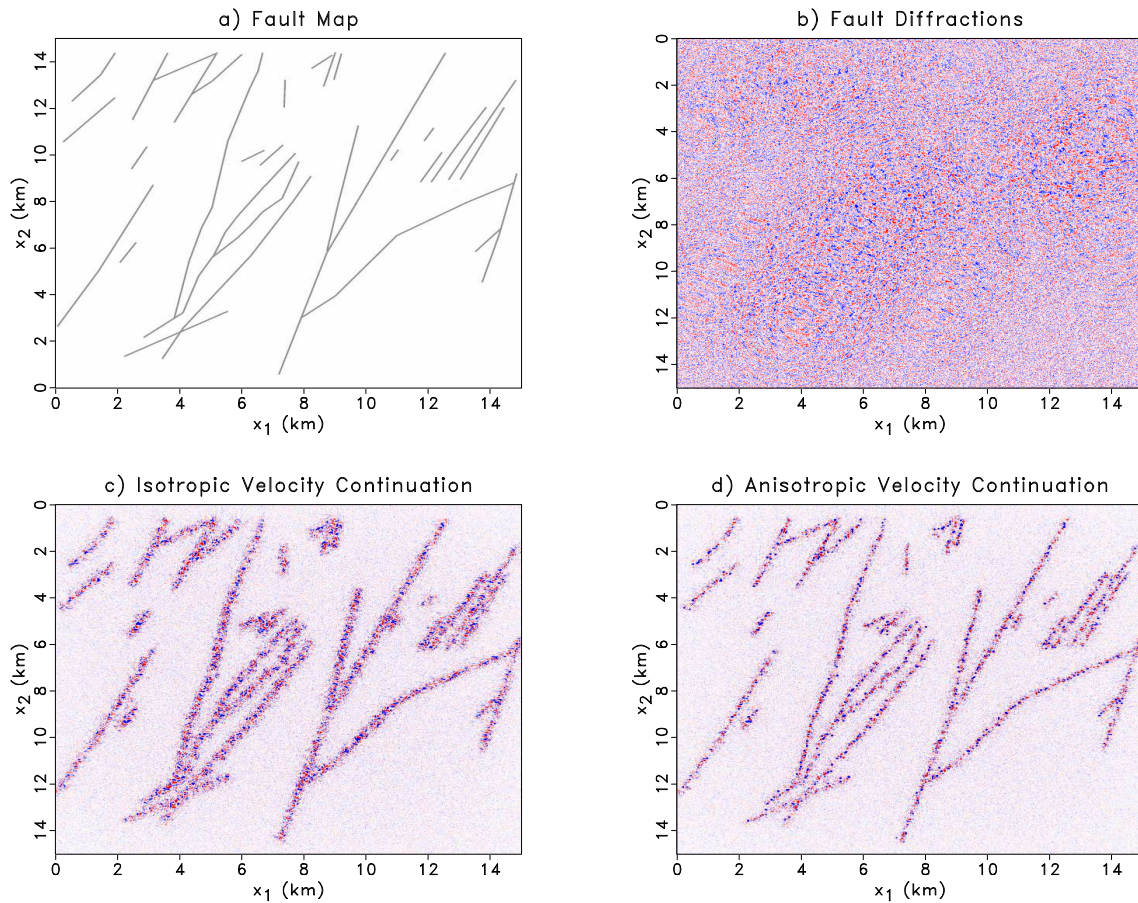 a) Fault Map
14
12
10
8
6
4
2
0
x2 (km)
0 2 4 6 8 10 12 14
x1 (km)
b) Fault Diffractions
0
2
4
6
8
10
12
14
x2 (km)
0 2 4 6 8 10 12 14
x1 (km)
c) Isotropic Velocity Continuation
0
2
4
6
8
10
12
14
x2 (km)
0 2 4 6 8 10 12 14
x1 (km)
d) Anisotropic Velocity Continuation
0
2
4
6
8
10
12
14
x2 (km)
0 2 4 6 8 10 12 14
x1 (km)